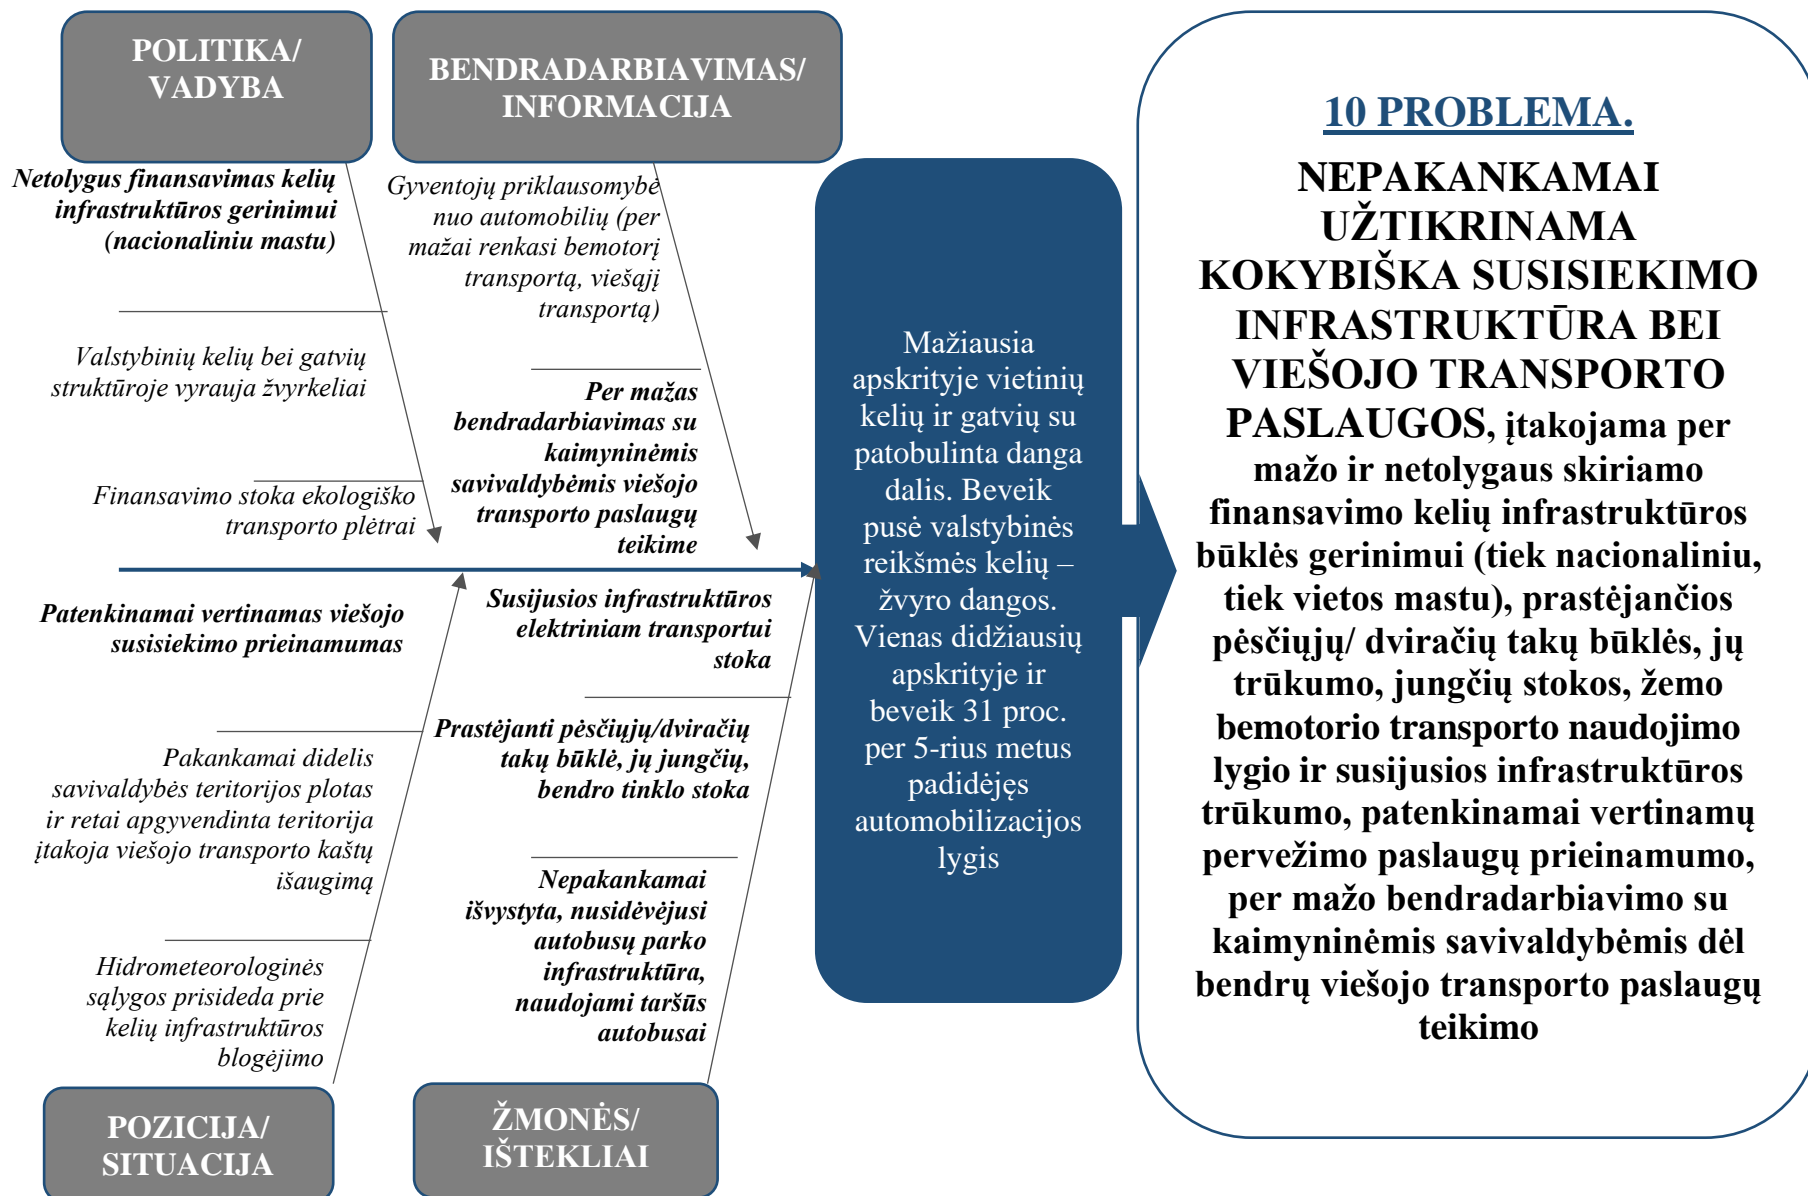 POLITIKA/
VADYBA
BENDRADARBIAVIMAS/
INFORMACIJA
Netolygus finansavimas kelių
infrastruktūros gerinimui
(nacionaliniu mastu)
Valstybinių kelių bei gatvių
struktūroje vyrauja žvyrkeliai
Finansavimo stoka ekologiško
transporto plėtrai
Gyventojų priklausomybė
nuo automobilių (per
mažai renkasi bemotorį
transportą, viešąjį
transportą)
Per mažas
bendradarbiavimas su
kaimyninėmis
savivaldybėmis viešojo
transporto paslaugų
teikime
Patenkinamai vertinamas viešojo
susisiekimo prieinamumas
Pakankamai didelis
savivaldybės teritorijos plotas
ir retai apgyvendinta teritorija
įtakoja viešojo transporto kaštų
išaugimą
Hidrometeorologinės
sąlygos prisideda prie
kelių infrastruktūros
blogėjimo
Susijusios infrastruktūros
elektriniam transportui
stoka
Prastėjanti pėsčiųjų/dviračių
takų būklė, jų jungčių,
bendro tinklo stoka
Nepakankamai
išvystyta, nusidėvėjusi
autobusų parko
infrastruktūra,
naudojami taršūs
autobusai
POZICIJA/
SITUACIJA
ŽMONĖS/
IŠTEKLIAI
Mažiausia
apskrityje vietinių
kelių ir gatvių su
patobulinta danga
dalis. Beveik
pusė valstybinės
reikšmės kelių –
žvyro dangos.
Vienas didžiausių
apskrityje ir
beveik 31 proc.
per 5-rius metus
padidėjęs
automobilizacijos
lygis
10 PROBLEMA.
NEPAKANKAMAI
UŽTIKRINAMA
KOKYBIŠKA SUSISIEKIMO
INFRASTRUKTŪRA BEI
VIEŠOJO TRANSPORTO
PASLAUGOS, įtakojama per
mažo ir netolygaus skiriamo
finansavimo kelių infrastruktūros
būklės gerinimui (tiek nacionaliniu,
tiek vietos mastu), prastėjančios
pėsčiųjų/ dviračių takų būklės, jų
trūkumo, jungčių stokos, žemo
bemotorio transporto naudojimo
lygio ir susijusios infrastruktūros
trūkumo, patenkinamai vertinamų
pervežimo paslaugų prieinamumo,
per mažo bendradarbiavimo su
kaimyninėmis savivaldybėmis dėl
bendrų viešojo transporto paslaugų
teikimo